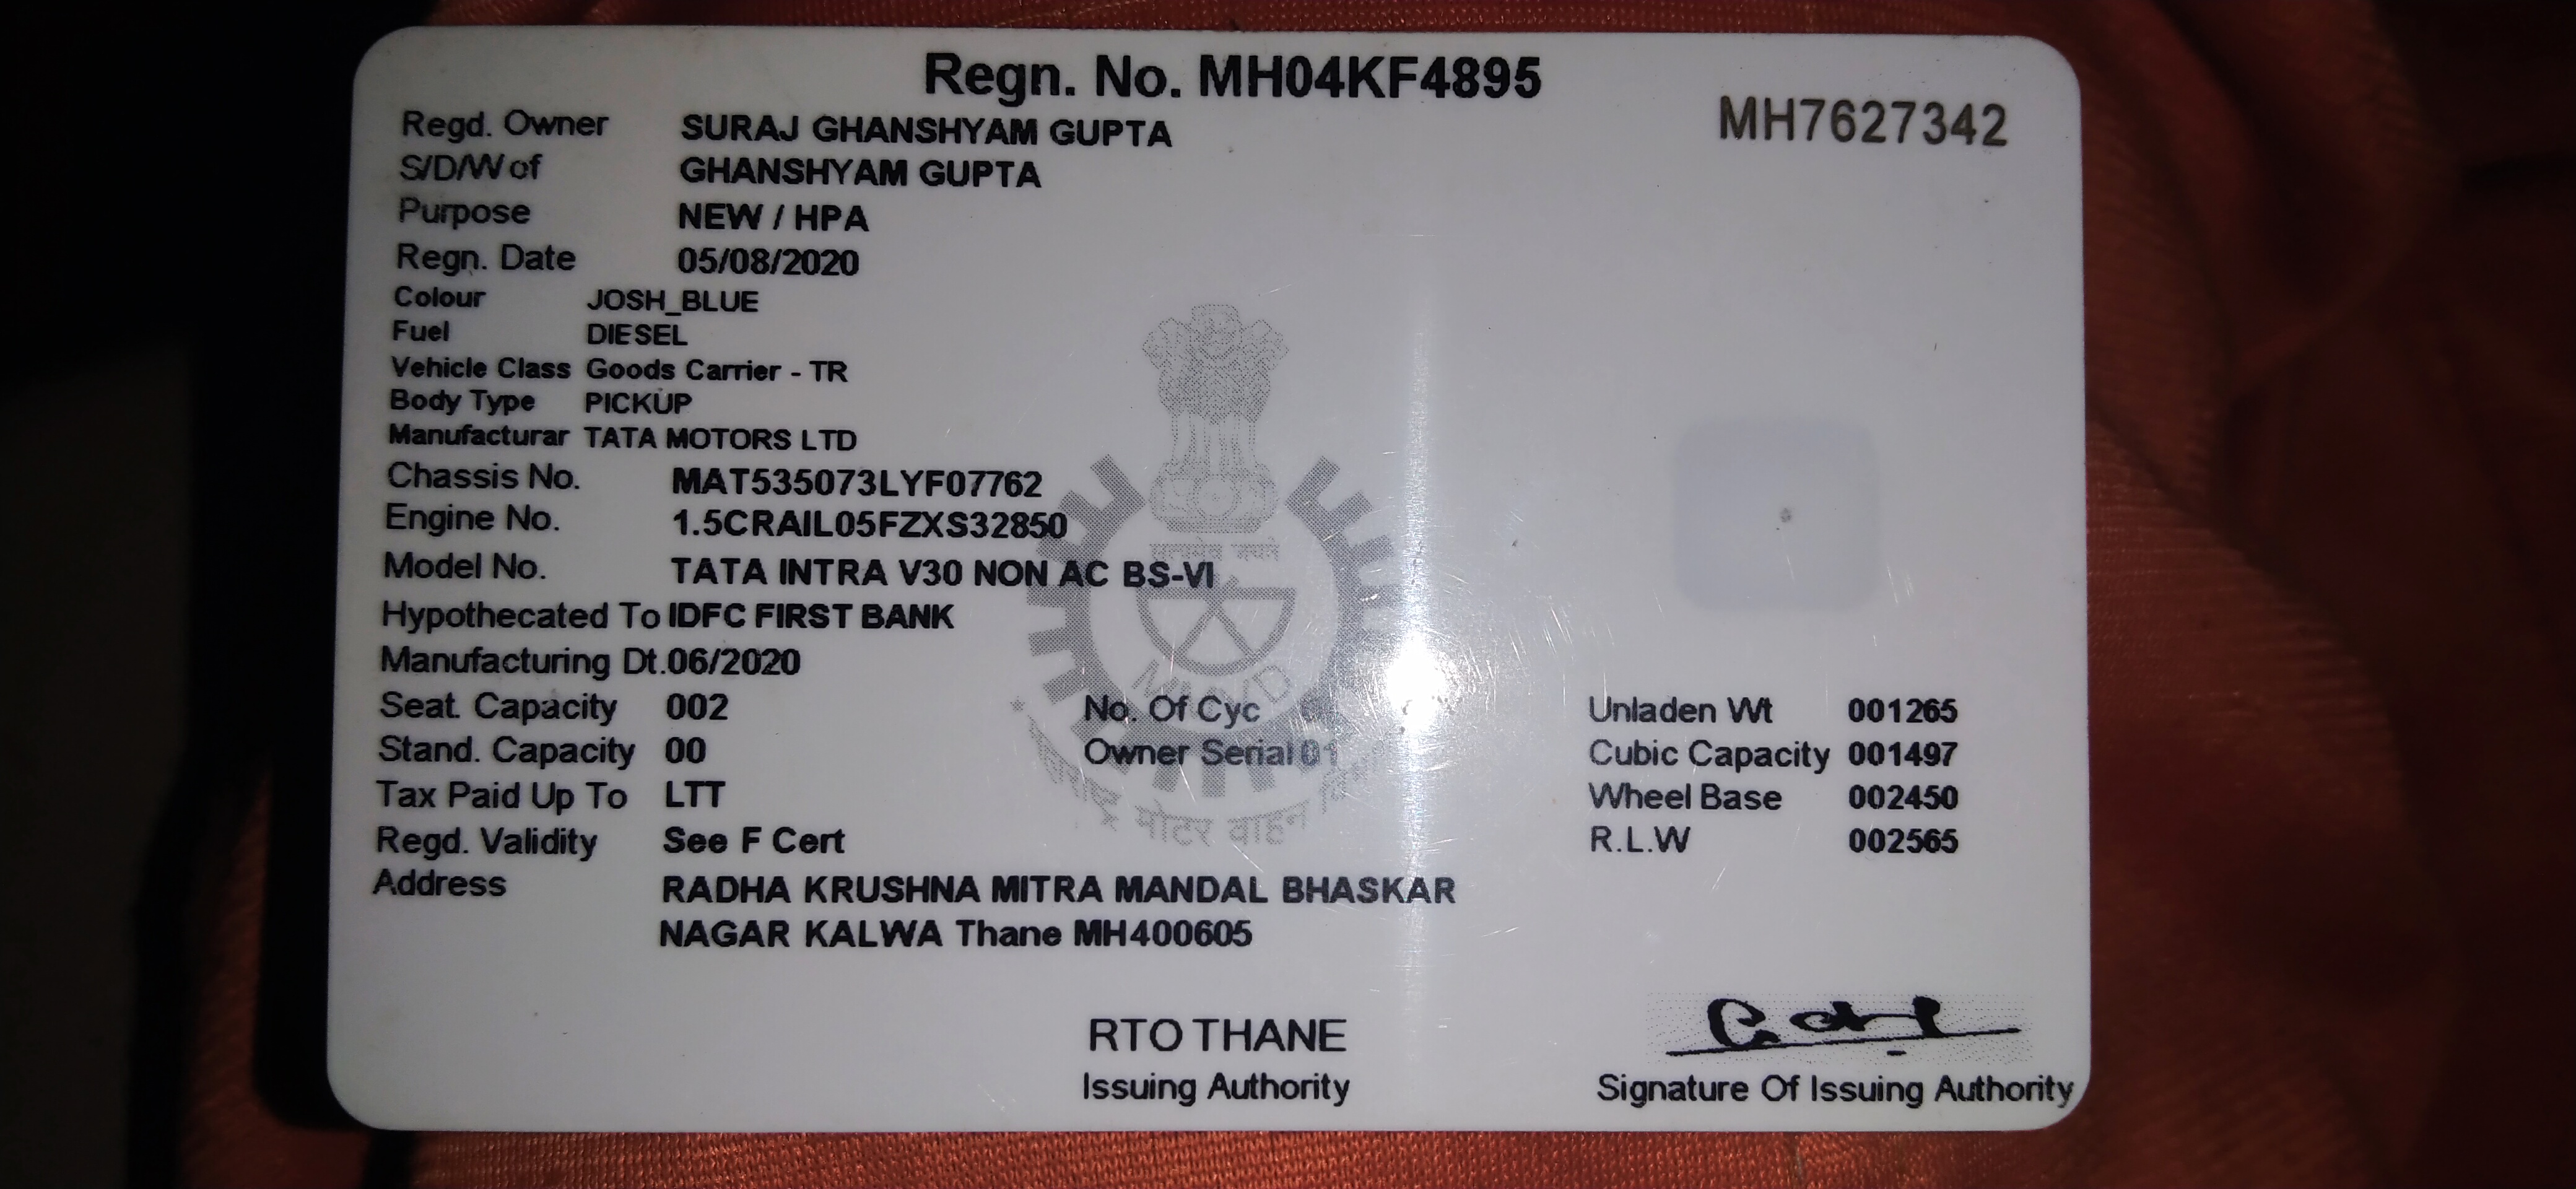 Regn. No. MH04KF4895
MH7627342
Regd. Owner SURAJ GHANSHYAM GUPTA
S/D/W of GHANSHYAM GUPTA
Purpose NEW / HPA
Regn. Date 05/08/2020
Colour JOSH_BLUE
Fuel DIESEL
Vehicle Class Goods Carrier - TR
Body Type PICKUP
Manufacturar TATA MOTORS LTD
Chassis No. MAT535073LYF07762
Engine No. 1.5CRAIL05FZXS32850
सत्यमेव जयते
Model No. TATA INTRA V30 NON AC BS-VI
Hypothecated To IDFC FIRST BANK
Manufacturing Dt. 06/2020
Seat. Capacity 002 No. Of Cyc Unladen Wt 001265
Stand. Capacity 00 Owner Serial 01 Cubic Capacity 001497
Tax Paid Up To LTT Wheel Base 002450
मोटर वाहन
Regd. Validity See F Cert R.L.W 002565
Address RADHA KRUSHNA MITRA MANDAL BHASKAR
NAGAR KALWA Thane MH400605
RTO THANE
Issuing Authority
Signature Of Issuing Authority